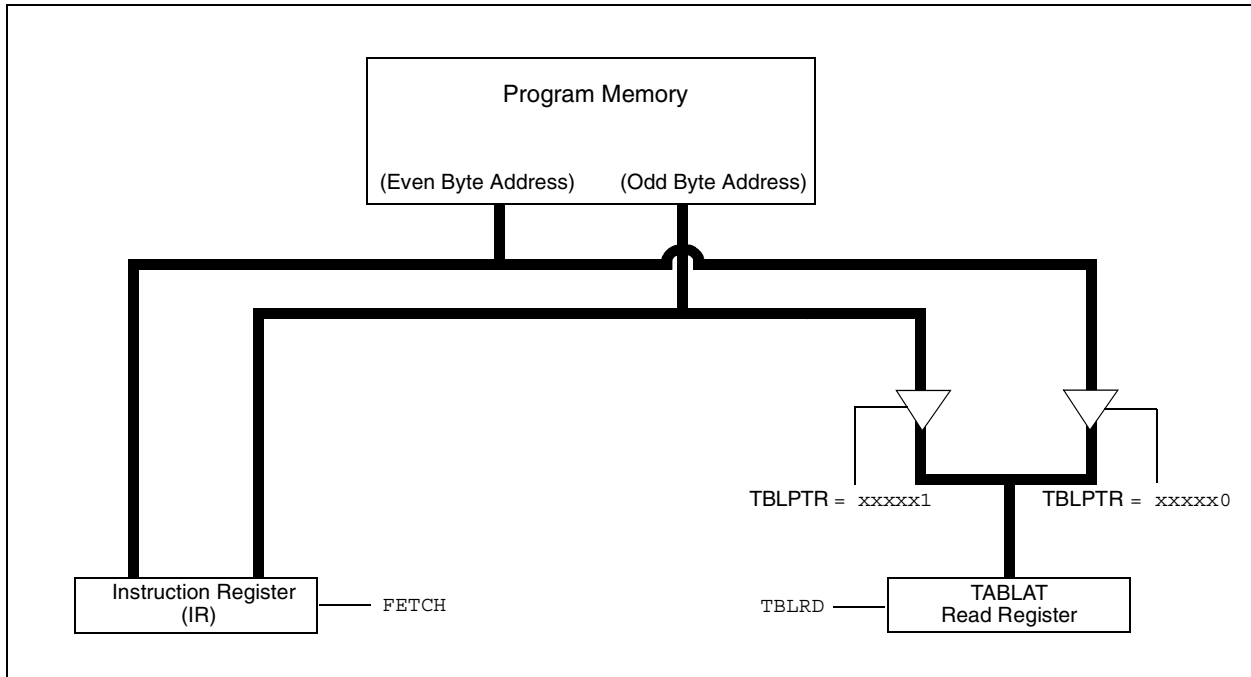 Program Memory
(Even Byte Address)
(Odd Byte Address)
TBLPTR = xxxxx1
TBLPTR = xxxxx0
Instruction Register
(IR)
FETCH
TBLRD
TABLAT
Read Register